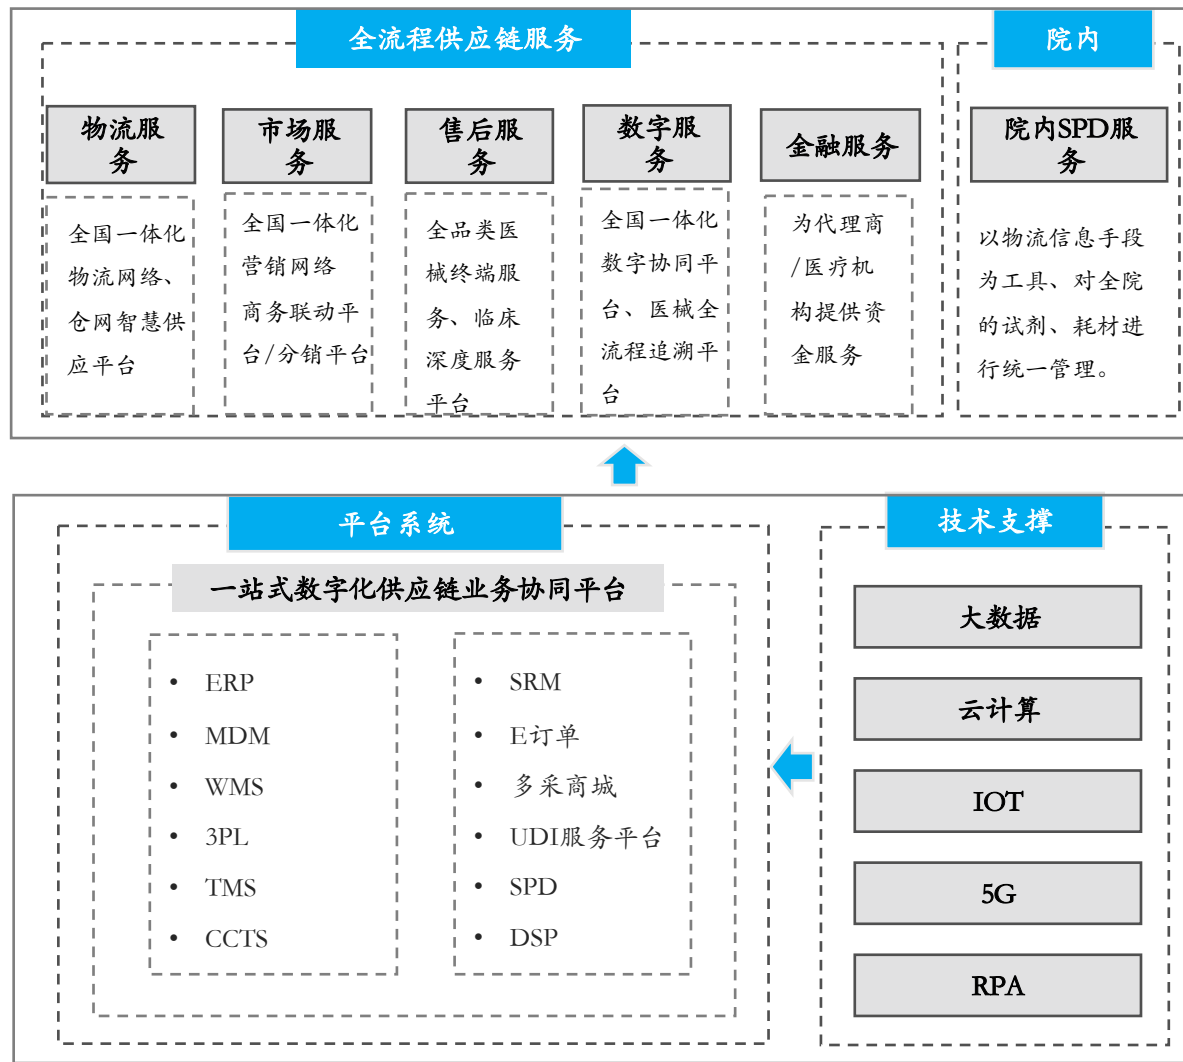 全流程供应链服务
院内
物流服
务
全国一体化
物流网络、
仓网智慧供
应平台
市场服
务
全国一体化
营销网络
商务联动平
台/分销平台
售后服
务
全品类医
械终端服
务、临床
深度服务
平台
数字服
务
全国一体化
数字协同平
台、医械全
流程追溯平
台
金融服务
为代理商
/医疗机
构提供资
金服务
院内SPD服
务
以物流信息手段
为工具、对全院
的试剂、耗材进
行统一管理。
平台系统
一站式数字化供应链业务协同平台
• ERP
• MDM
• WMS
• 3PL
• TMS
• CCTS
• SRM
• E订单
• 多采商城
• UDI服务平台
• SPD
• DSP
技术支撑
大数据
云计算
IOT
5G
RPA